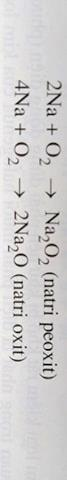 2Na + O₂ → Na₂O₂ (natri peoxit)
4Na + O₂ → 2Na₂O (natri oxit)